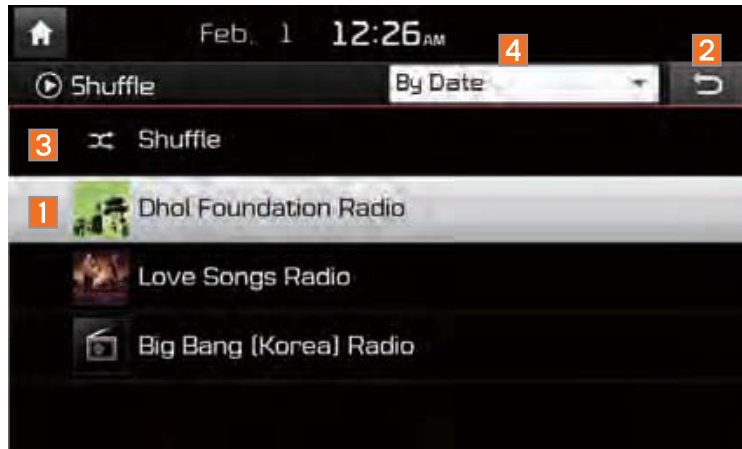 Feb. 1 12:26AM
4
2
Shuffle By Date
3 Shuffle
1 Dhol Foundation Radio
Love Songs Radio
Big Bang (Korea) Radio